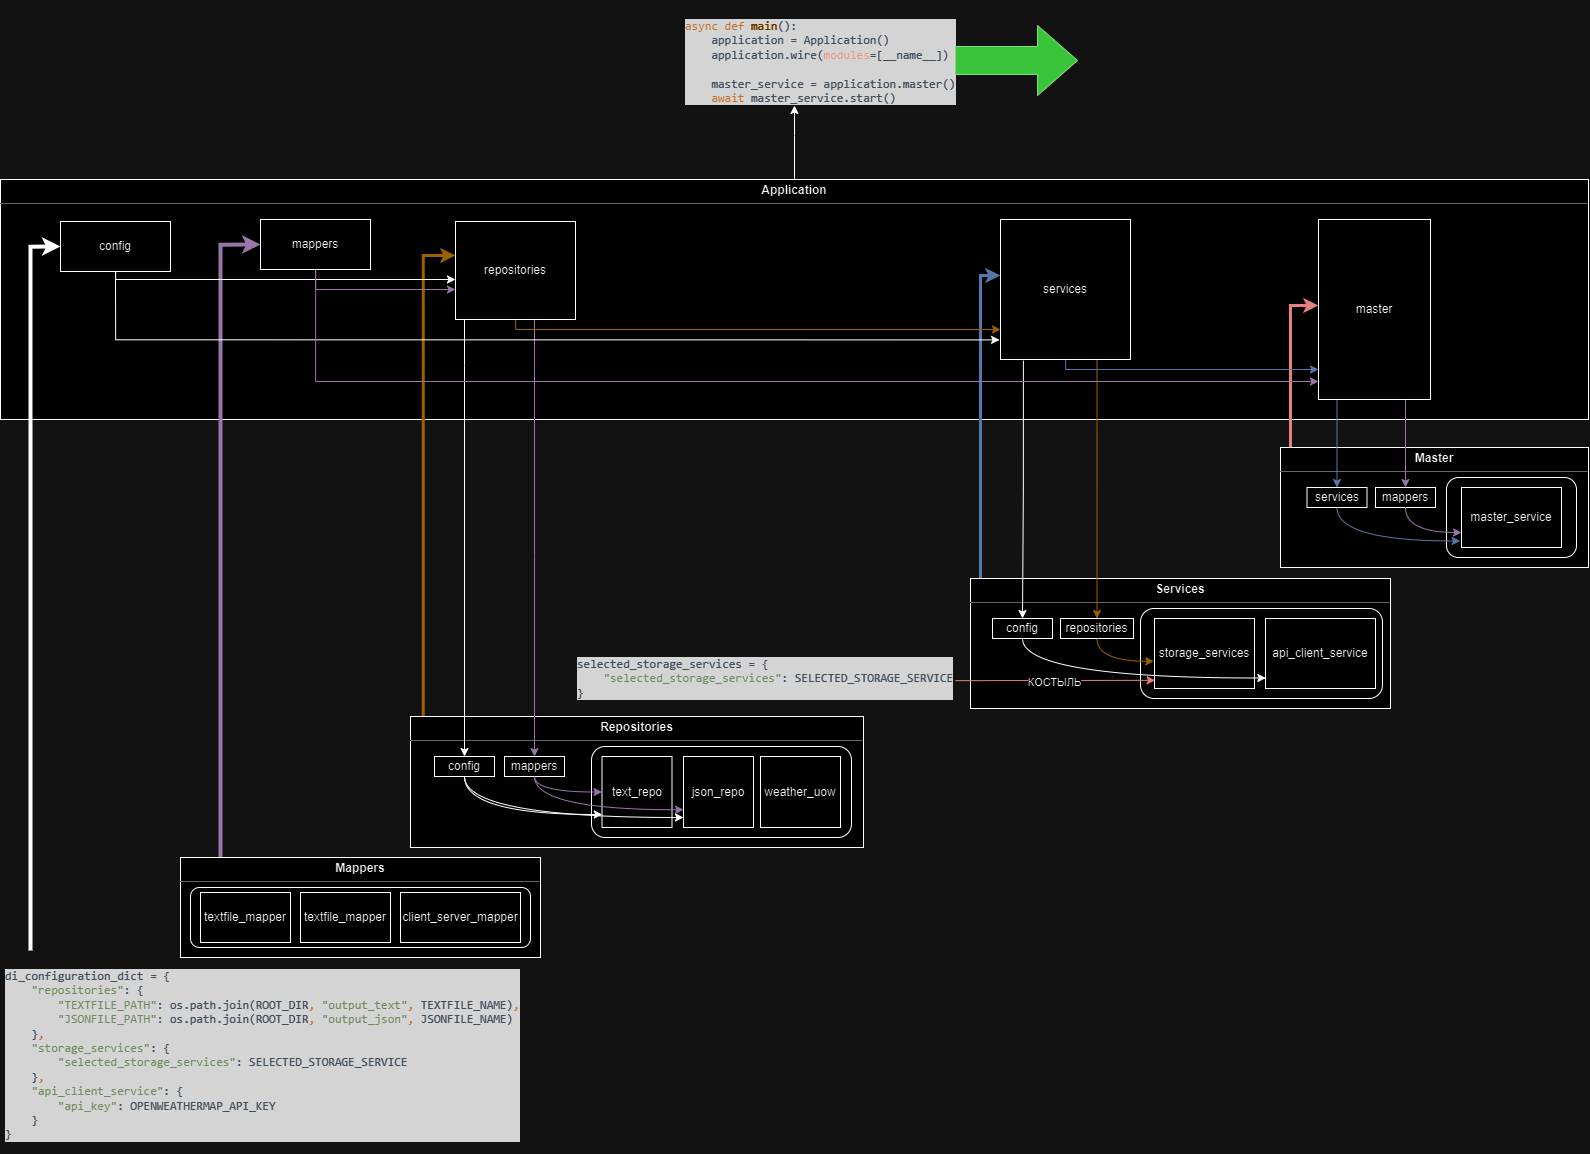 async def main():
    application = Application()
    application.wire(modules=[__name__])
    master_service = application.master()
    await master_service.start()
Application
config
mappers
repositories
services
master
Master
services
mappers
master_service
Services
config
repositories
storage_services
api_client_service
selected_storage_services = {
    "selected_storage_services": SELECTED_STORAGE_SERVICE
}
КОСТЫЛЬ
Repositories
config
mappers
text_repo
json_repo
weather_uow
Mappers
textfile_mapper
textfile_mapper
client_server_mapper
di_configuration_dict = {
    "repositories": {
        "TEXTFILE_PATH": os.path.join(ROOT_DIR, "output_text", TEXTFILE_NAME),
        "JSONFILE_PATH": os.path.join(ROOT_DIR, "output_json", JSONFILE_NAME)
    },
    "storage_services": {
        "selected_storage_services": SELECTED_STORAGE_SERVICE
    },
    "api_client_service": {
        "api_key": OPENWEATHERMAP_API_KEY
    }
}